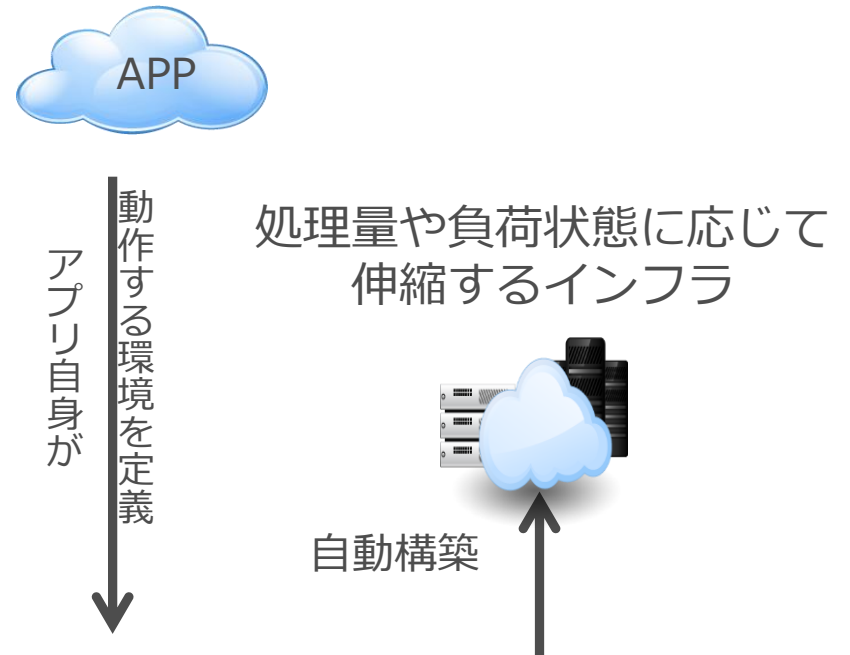 APP
アプリ自身が
動作する環境を定義
処理量や負荷状態に応じて
伸縮するインフラ
自動構築